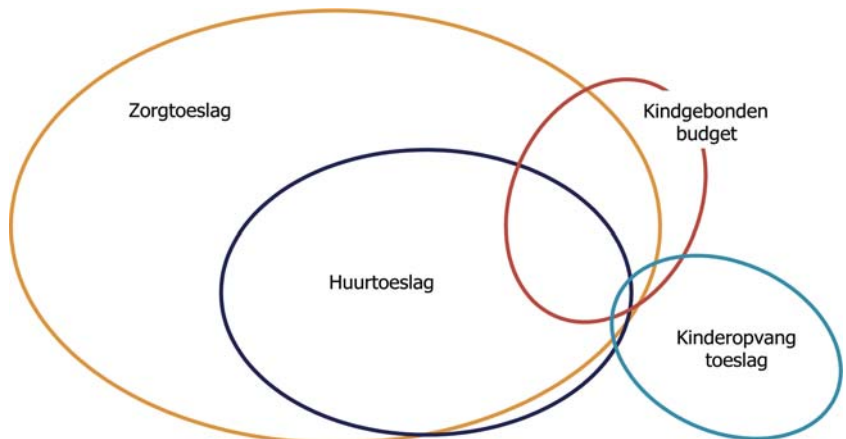 Zorgtoeslag
Kindgebonden
budget
Huurtoeslag
Kinderopvang
toeslag